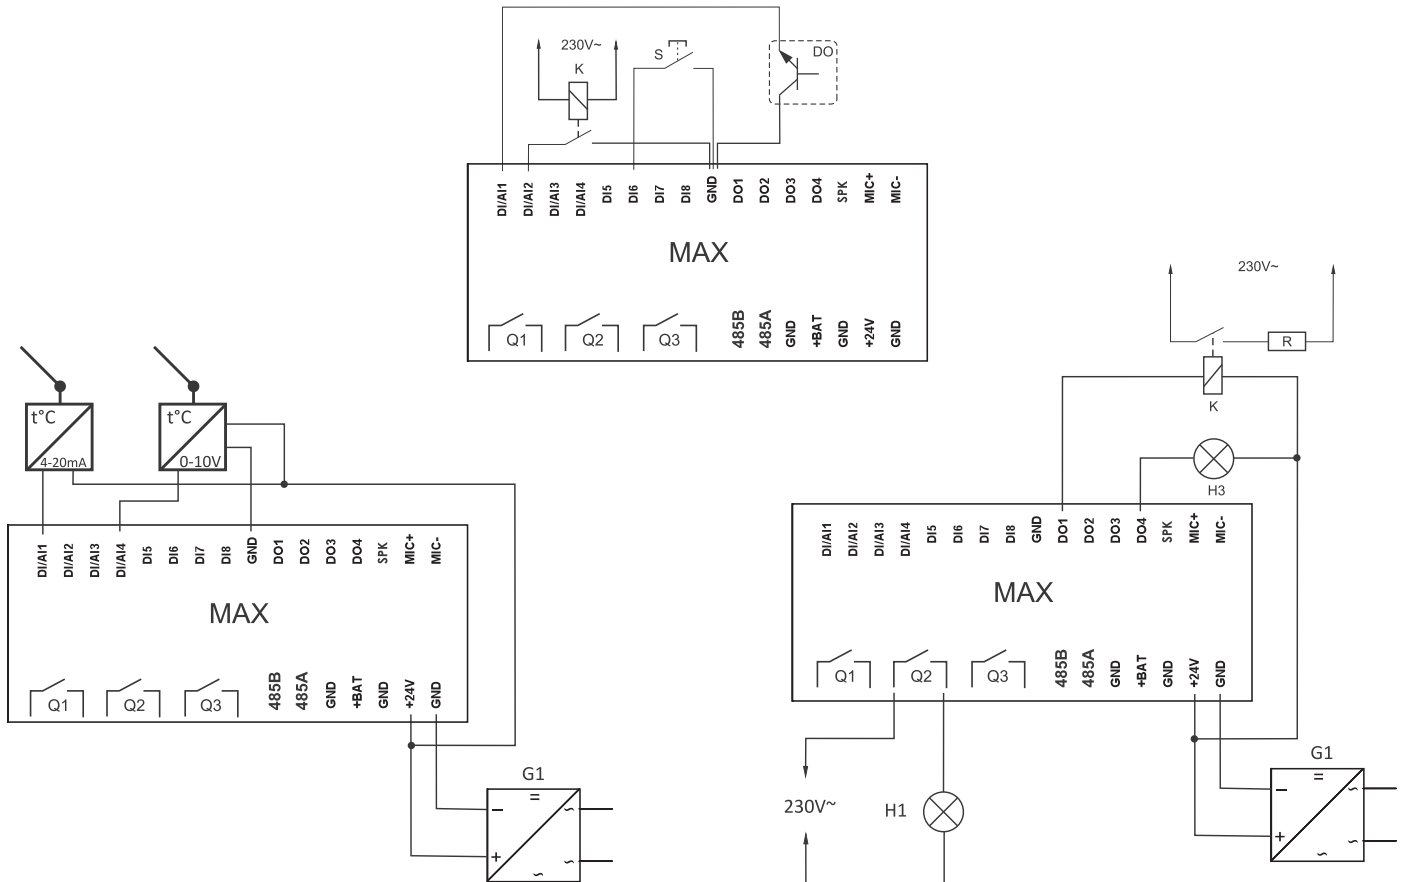 230V~
K
S
DO
DI/AI1 DI/AI2 DI/AI3 DI/AI4 DI5 DI6 DI7 DI8 GND DO1 DO2 DO3 DO4 SPK MIC+ MIC-
MAX
Q1 Q2 Q3 485B 485A GND +BAT GND +24V GND
t°C
4-20mA
t°C
0-10V
DI/AI1 DI/AI2 DI/AI3 DI/AI4 DI5 DI6 DI7 DI8 GND DO1 DO2 DO3 DO4 SPK MIC+ MIC-
MAX
Q1 Q2 Q3 485B 485A GND +BAT GND +24V GND
G1
=
−
~
+
~
~
230V~
R
K
H3
DI/AI1 DI/AI2 DI/AI3 DI/AI4 DI5 DI6 DI7 DI8 GND DO1 DO2 DO3 DO4 SPK MIC+ MIC-
MAX
Q1 Q2 Q3 485B 485A GND +BAT GND +24V GND
230V~
H1
G1
=
−
~
+
~
~